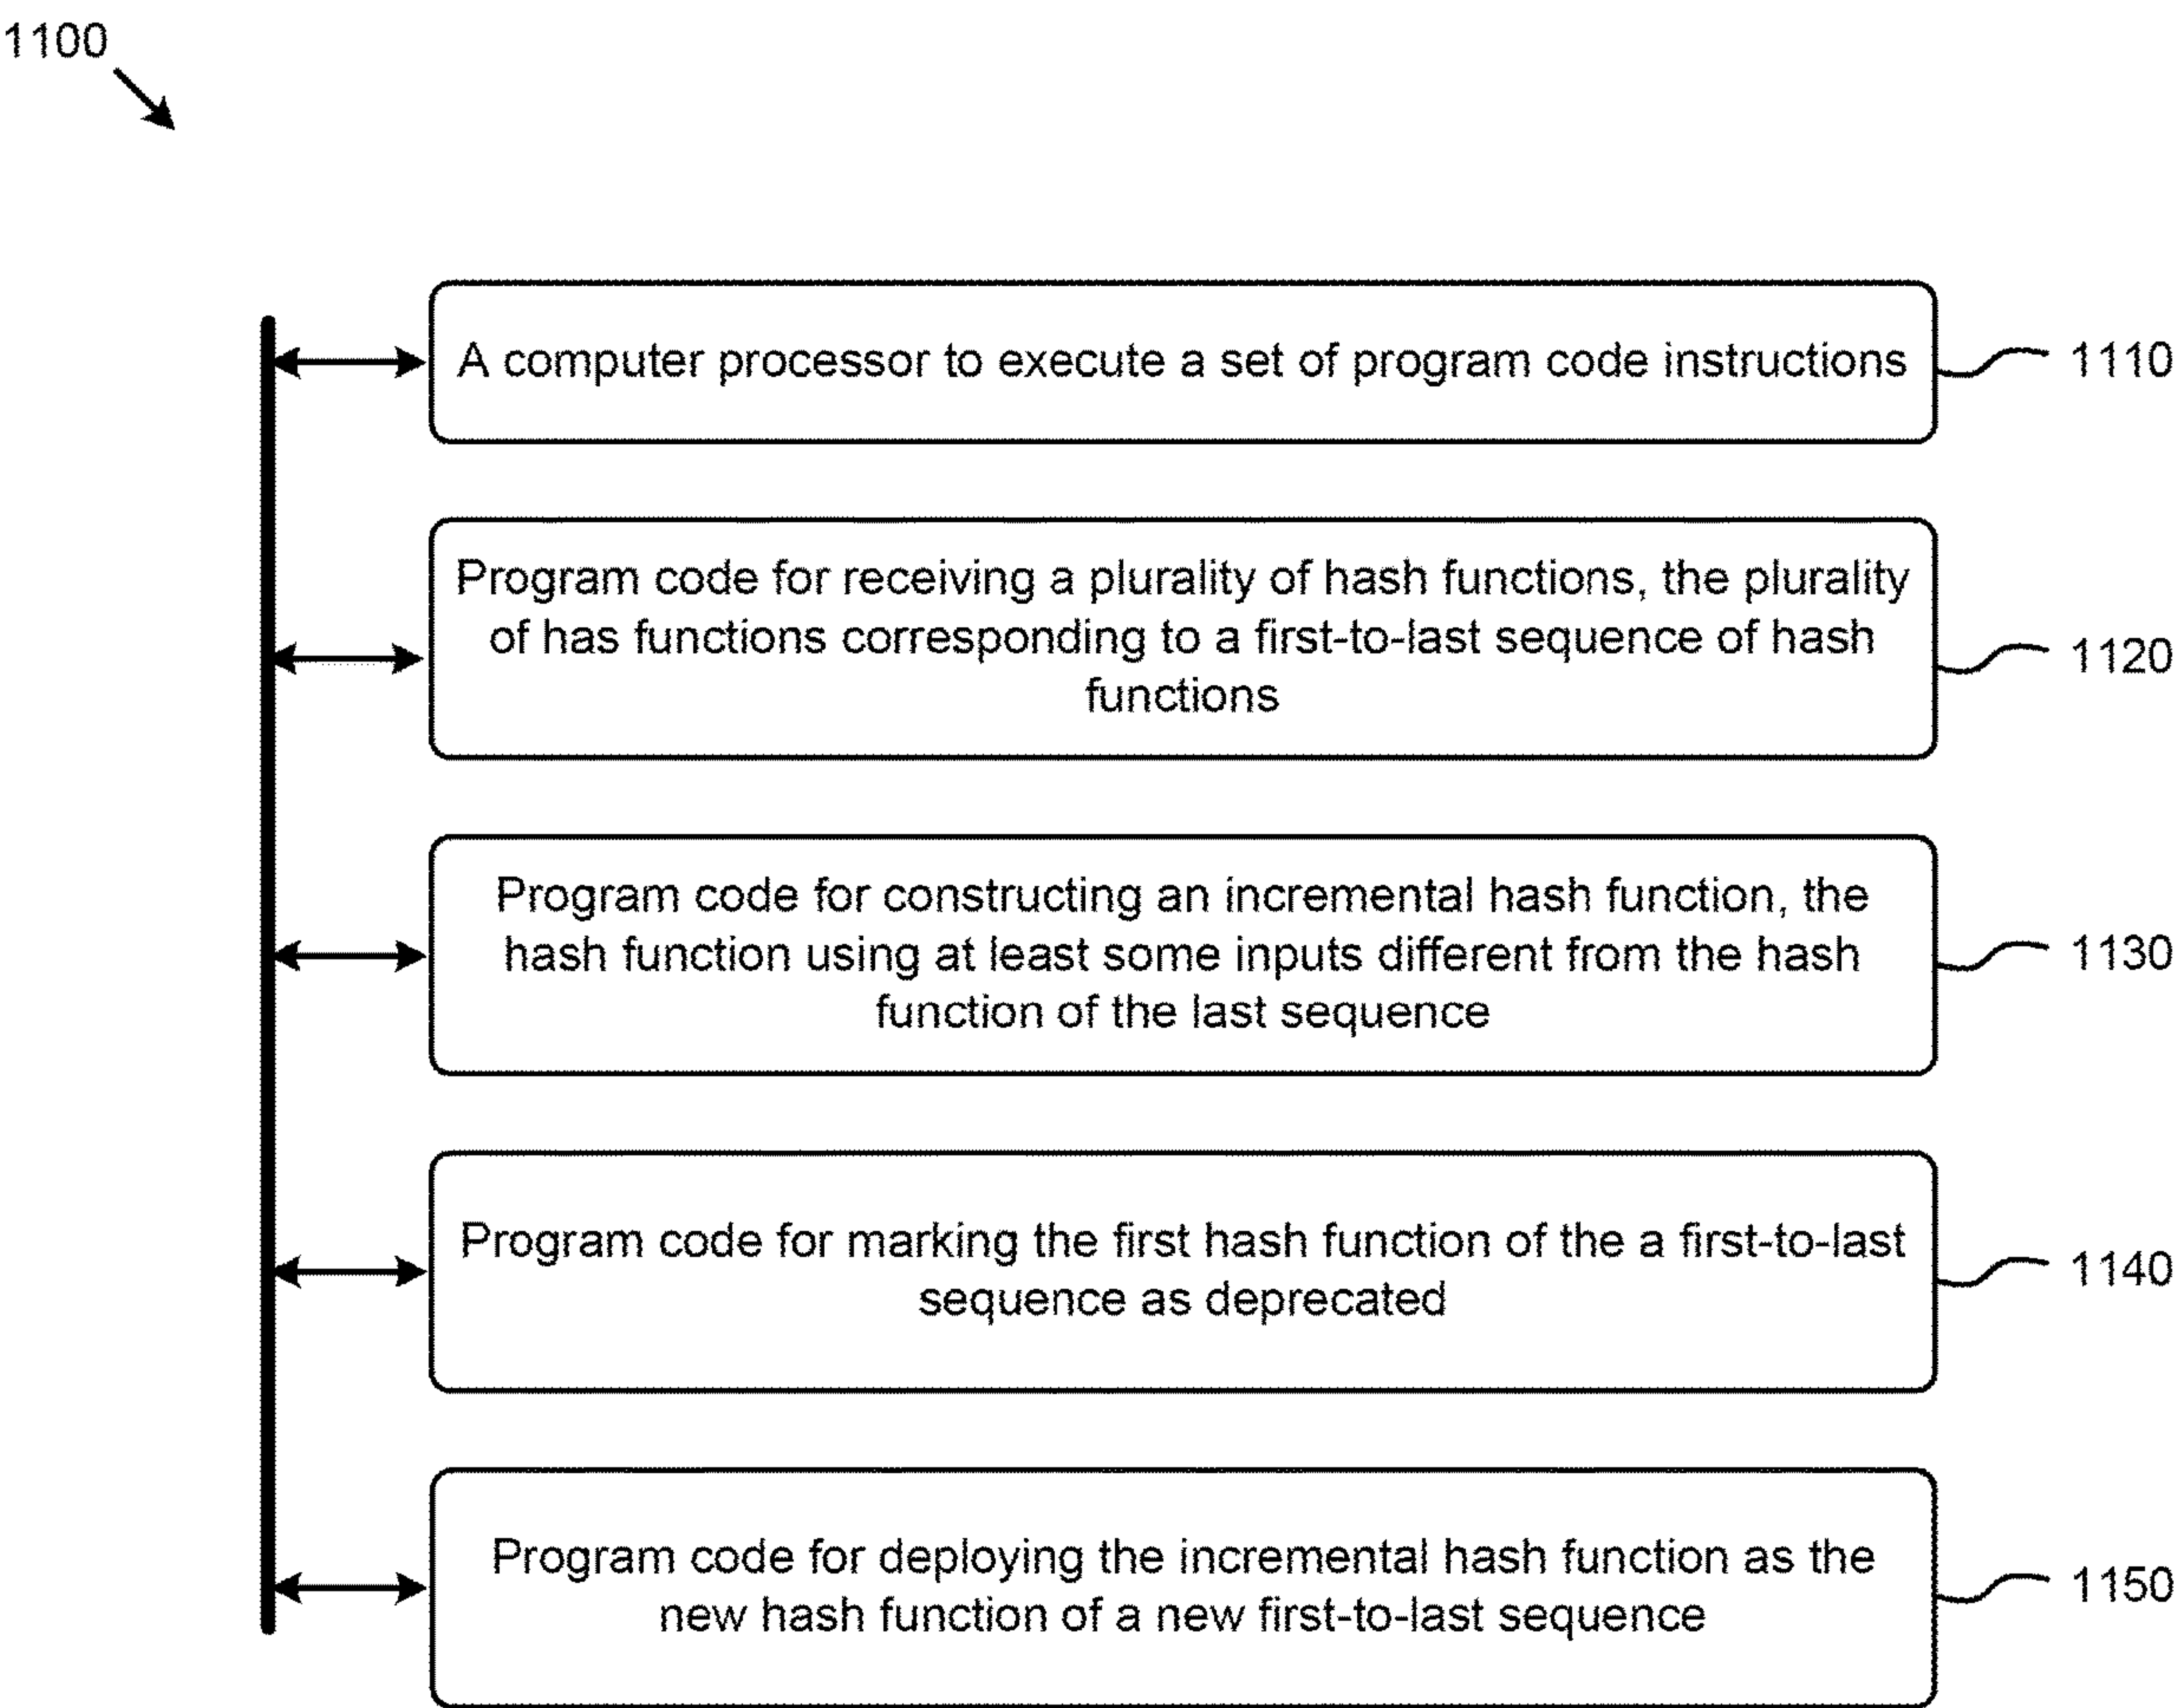 1100
A computer processor to execute a set of program code instructions
1110
Program code for receiving a plurality of hash functions, the plurality
of has functions corresponding to a first-to-last sequence of hash
functions
1120
Program code for constructing an incremental hash function, the
hash function using at least some inputs different from the hash
function of the last sequence
1130
Program code for marking the first hash function of the a first-to-last
sequence as deprecated
1140
Program code for deploying the incremental hash function as the
new hash function of a new first-to-last sequence
1150